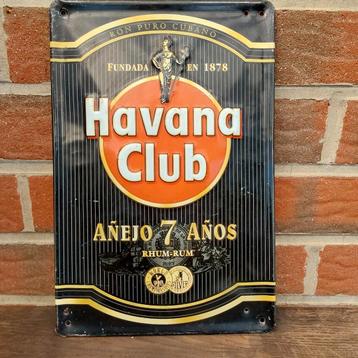 RON PURO CUBANO
FUNDADA EN 1878
Havana
Club
AÑEJO 7 AÑOS
RHUM-RUM